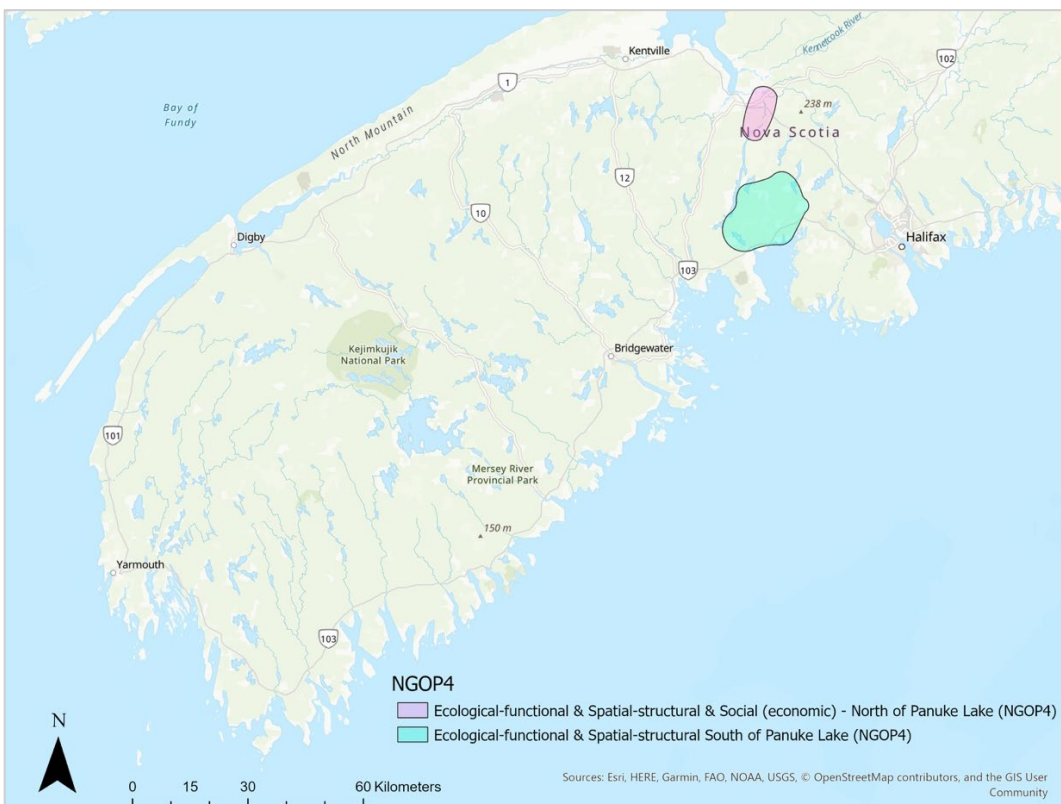 Kennetcook River
Kentville
102
1
Bay of
Fundy
238 m
North Mountain
Nova Scotia
12
10
Digby
Halifax
103
Bridgewater
Kejimkujik
National Park
101
Mersey River
Provincial Park
150 m
Yarmouth
103
NGOP4
Ecological-functional & Spatial-structural & Social (economic) - North of Panuke Lake (NGOP4)
Ecological-functional & Spatial-structural South of Panuke Lake (NGOP4)
N
0 15 30 60 Kilometers
Sources: Esri, HERE, Garmin, FAO, NOAA, USGS, © OpenStreetMap contributors, and the GIS User
Community